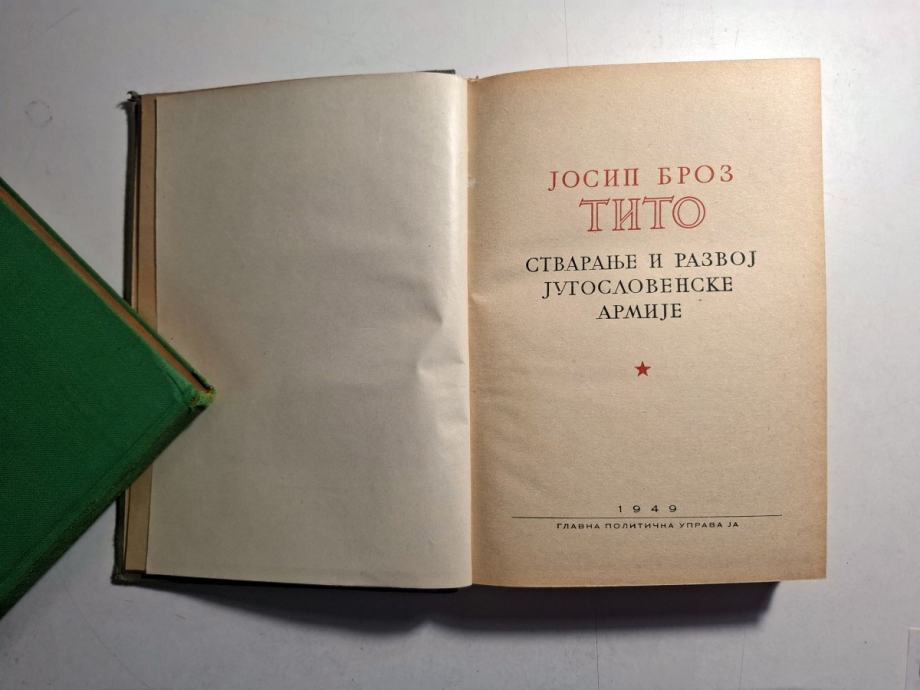 ЈОСИП БРОЗ
ТИТО
СТВАРАЊЕ И РАЗВОЈ
ЈУГОСЛОВЕНСКЕ
АРМИЈЕ
1949
ГЛАВНА ПОЛИТИЧНА УПРАВА ЈА